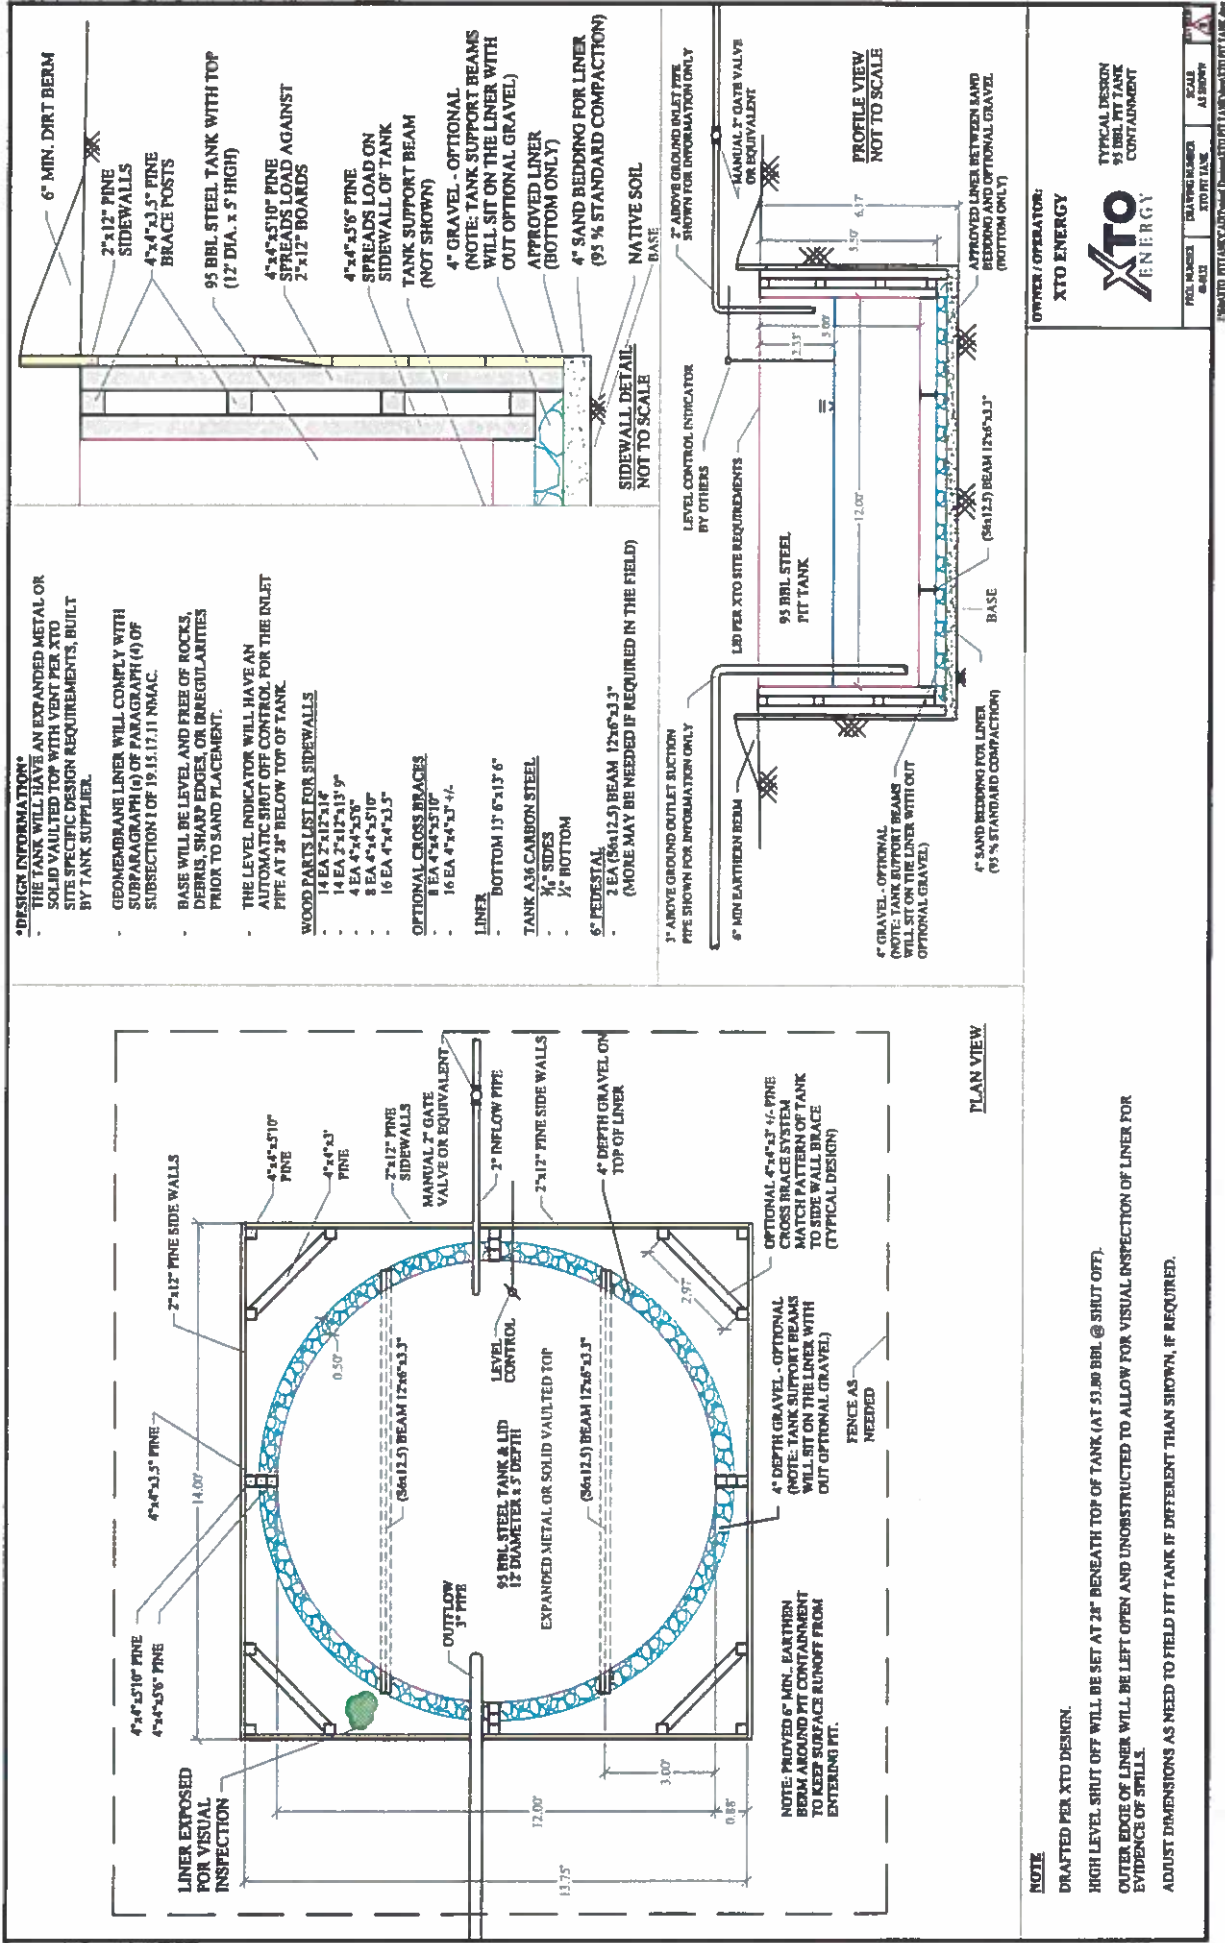 *DESIGN INFORMATION*
- THE TANK WILL HAVE AN EXPANDED METAL OR
SOLID VAULTED TOP WITH VENT PER XTO
SITE SPECIFIC DESIGN REQUIREMENTS, BUILT
BY TANK SUPPLIER.
- GEOMEMBRANE LINER WILL COMPLY WITH
SUBPARAGRAPH (a) OF PARAGRAPH (4) OF
SUBSECTION I OF 19.15.17.11 NMAC.
- BASE WILL BE LEVEL AND FREE OF ROCKS,
DEBRIS, SHARP EDGES, OR IRREGULARITIES
PRIOR TO SAND PLACEMENT.
- THE LEVEL INDICATOR WILL HAVE AN
AUTOMATIC SHUT OFF CONTROL FOR THE INLET
PIPE AT 28" BELOW TOP OF TANK.
WOOD PARTS LIST FOR SIDEWALLS
- 14 EA 2"x12"x14'
- 14 EA 2"x12"x13' 9"
- 4 EA 4"x4"x5'6"
- 8 EA 4"x4"x5'10"
- 16 EA 4"x4"x3.5"
OPTIONAL CROSS BRACES
- 8 EA 4"x4"x5'10"
- 16 EA 4"x4"x3' +/-
LINER
- BOTTOM 13' 6"x13' 6"
TANK A36 CARBON STEEL
- SIDES
- BOTTOM
6" PEDESTAL
- 2 EA (S6x12.5) BEAM 12'x6"x3.3"
(MORE MAY BE NEEDED IF REQUIRED IN THE FIELD)
6" MIN. DIRT BERM
2"x12" PINE
SIDEWALLS
4"x4"x3.5" PINE
BRACE POSTS
95 BBL STEEL TANK WITH TOP
(12' DIA. x 5' HIGH)
4"x4"x5'10" PINE
SPREADS LOAD AGAINST
2"x12" BOARDS
4"x4"x5'6" PINE
SPREADS LOAD ON
SIDEWALL OF TANK
TANK SUPPORT BEAM
(NOT SHOWN)
4" GRAVEL - OPTIONAL
(NOTE: TANK SUPPORT BEAMS
WILL SIT ON THE LINER WITH
OUT OPTIONAL GRAVEL)
APPROVED LINER
(BOTTOM ONLY)
4" SAND BEDDING FOR LINER
(95 % STANDARD COMPACTION)
NATIVE SOIL
BASE
SIDEWALL DETAIL
NOT TO SCALE
LINER EXPOSED
FOR VISUAL
INSPECTION
4"x4"x5'10" PINE
4"x4"x5'6" PINE
4"x4"x3.5" PINE
2"x12" PINE SIDE WALLS
14.00'
4"x4"x5'10"
PINE
4"x4"x3'
PINE
2"x12" PINE
SIDEWALLS
MANUAL 2" GATE
VALVE OR EQUIVALENT
2" INFLOW PIPE
2"x12" PINE SIDE WALLS
4" DEPTH GRAVEL ON
TOP OF LINER
0.50'
(S6x12.5) BEAM 12'x6"x3.3"
OUTFLOW
3" PIPE
LEVEL
CONTROL
95 BBL STEEL TANK & LID
12' DIAMETER x 5' DEPTH
EXPANDED METAL OR SOLID VAULTED TOP
(S6x12.5) BEAM 12'x6"x3.3"
13.75'
12.00'
3.00'
0.88'
2.97'
OPTIONAL 4"x4"x3' +/- PINE
CROSS BRACE SYSTEM
MATCH PATTERN OF TANK
TO SIDE WALL BRACE
(TYPICAL DESIGN)
4" DEPTH GRAVEL - OPTIONAL
(NOTE: TANK SUPPORT BEAMS
WILL SIT ON THE LINER WITH
OUT OPTIONAL GRAVEL)
NOTE: PROVED 6" MIN.. EARTHEN
BERM AROUND PIT CONTAINMENT
TO KEEP SURFACE RUNOFF FROM
ENTERING PIT.
FENCE AS
NEEDED
PLAN VIEW
3" ABOVE GROUND OUTLET SUCTION
PIPE SHOWN FOR INFORMATION ONLY
6" MIN EARTHERN BERM
LID PER XTO SITE REQUIREMENTS
LEVEL CONTROL INDICATOR
BY OTHERS
2" ABOVE GROUND INLET PIPE
SHOWN FOR INFORMATION ONLY
MANUAL 2" GATE VALVE
OR EQUIVALENT
PROFILE VIEW
NOT TO SCALE
95 BBL STEEL
PIT TANK
12.00'
5.00'
5.50'
6.17'
4" GRAVEL - OPTIONAL
(NOTE: TANK SUPPORT BEAMS
WILL SIT ON THE LINER WITH OUT
OPTIONAL GRAVEL)
4" SAND BEDDING FOR LINER
(95 % STANDARD COMPACTION)
BASE
(S6x12.5) BEAM 12'x6"x3.3"
APPROVED LINER BETWEEN SAND
BEDDING AND OPTIONAL GRAVEL
(BOTTOM ONLY)
NOTE
DRAFTED PER XTO DESIGN.
HIGH LEVEL SHUT OFF WILL BE SET AT 28" BENEATH TOP OF TANK (AT 53.80 BBL @ SHUT OFF).
OUTER EDGE OF LINER WILL BE LEFT OPEN AND UNOBSTRUCTED TO ALLOW FOR VISUAL INSPECTION OF LINER FOR
EVIDENCE OF SPILLS.
ADJUST DIMENSIONS AS NEED TO FIELD FIT TANK IF DIFFERENT THAN SHOWN, IF REQUIRED.
OWNER / OPERATOR:
XTO ENERGY
XTO
ENERGY
TYPICAL DESIGN
95 BBL PIT TANK
CONTAINMENT
PROJ. NUMBER
DRAWING NUMBER
XTO PIT TANK
SCALE
AS SHOWN